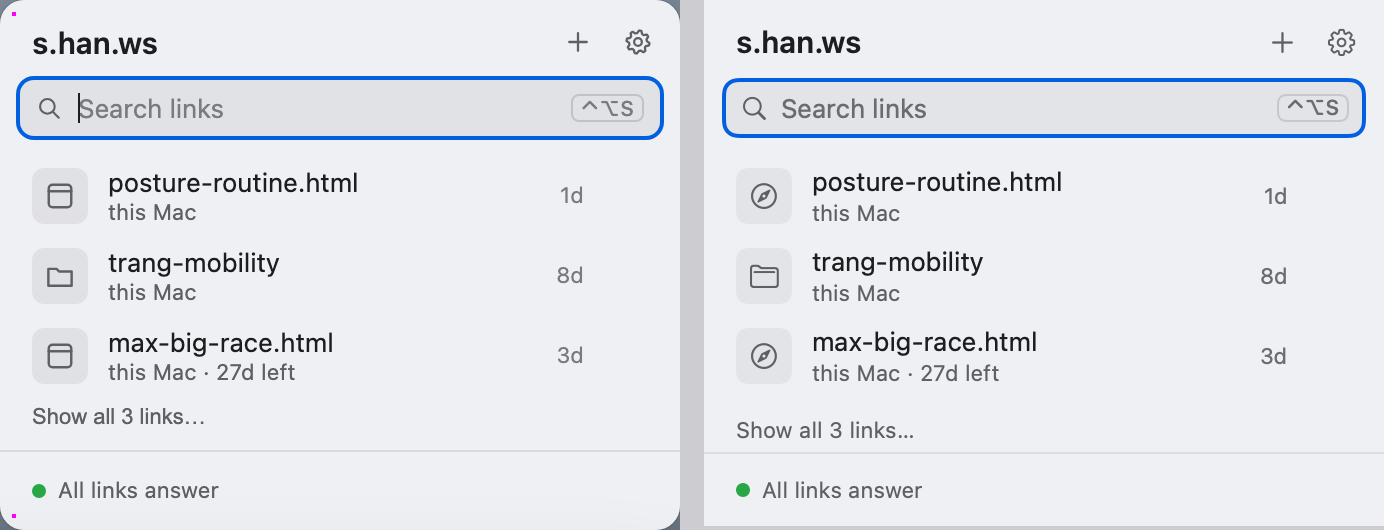 s.han.ws
Search links ^⌥S
posture-routine.html 1d
this Mac
trang-mobility 8d
this Mac
max-big-race.html 3d
this Mac · 27d left
Show all 3 links…
All links answer
s.han.ws
Search links ^⌥S
posture-routine.html 1d
this Mac
trang-mobility 8d
this Mac
max-big-race.html 3d
this Mac · 27d left
Show all 3 links…
All links answer